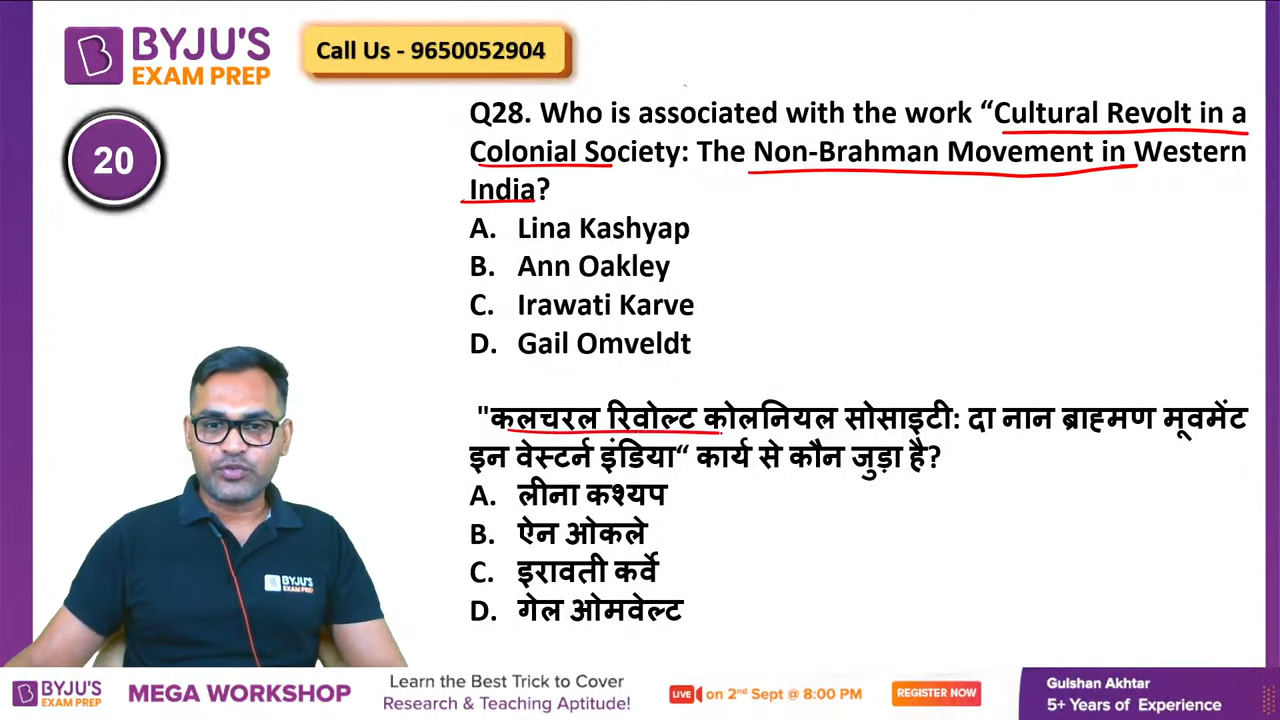 BYJU'S
EXAM PREP
Call Us - 9650052904
20
Q28. Who is associated with the work “Cultural Revolt in a
Colonial Society: The Non-Brahman Movement in Western
India?
A. Lina Kashyap
B. Ann Oakley
C. Irawati Karve
D. Gail Omveldt
"कलचरल रिवोल्ट कोलनियल सोसाइटी: दा नान ब्राह्मण मूवमेंट
इन वेस्टर्न इंडिया“ कार्य से कौन जुड़ा है?
A. लीना कश्यप
B. ऐन ओकले
C. इरावती कर्वे
D. गेल ओमवेल्ट
BYJU'S
EXAM PREP
BYJU'S
EXAM PREP
MEGA WORKSHOP
Learn the Best Trick to Cover
Research & Teaching Aptitude!
LIVE on 2nd Sept @ 8:00 PM
REGISTER NOW
Gulshan Akhtar
5+ Years of Experience